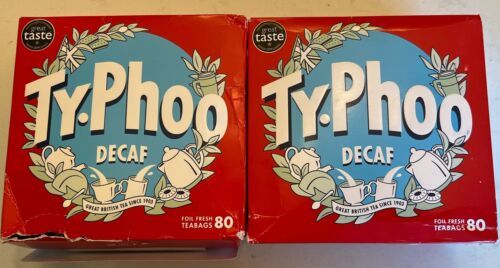 great
taste
TY.PHOO
DECAF
GREAT BRITISH TEA SINCE 1903
FOIL FRESH
TEABAGS 80
great
taste
TY.PHOO
DECAF
GREAT BRITISH TEA SINCE 1903
FOIL FRESH
TEABAGS 80